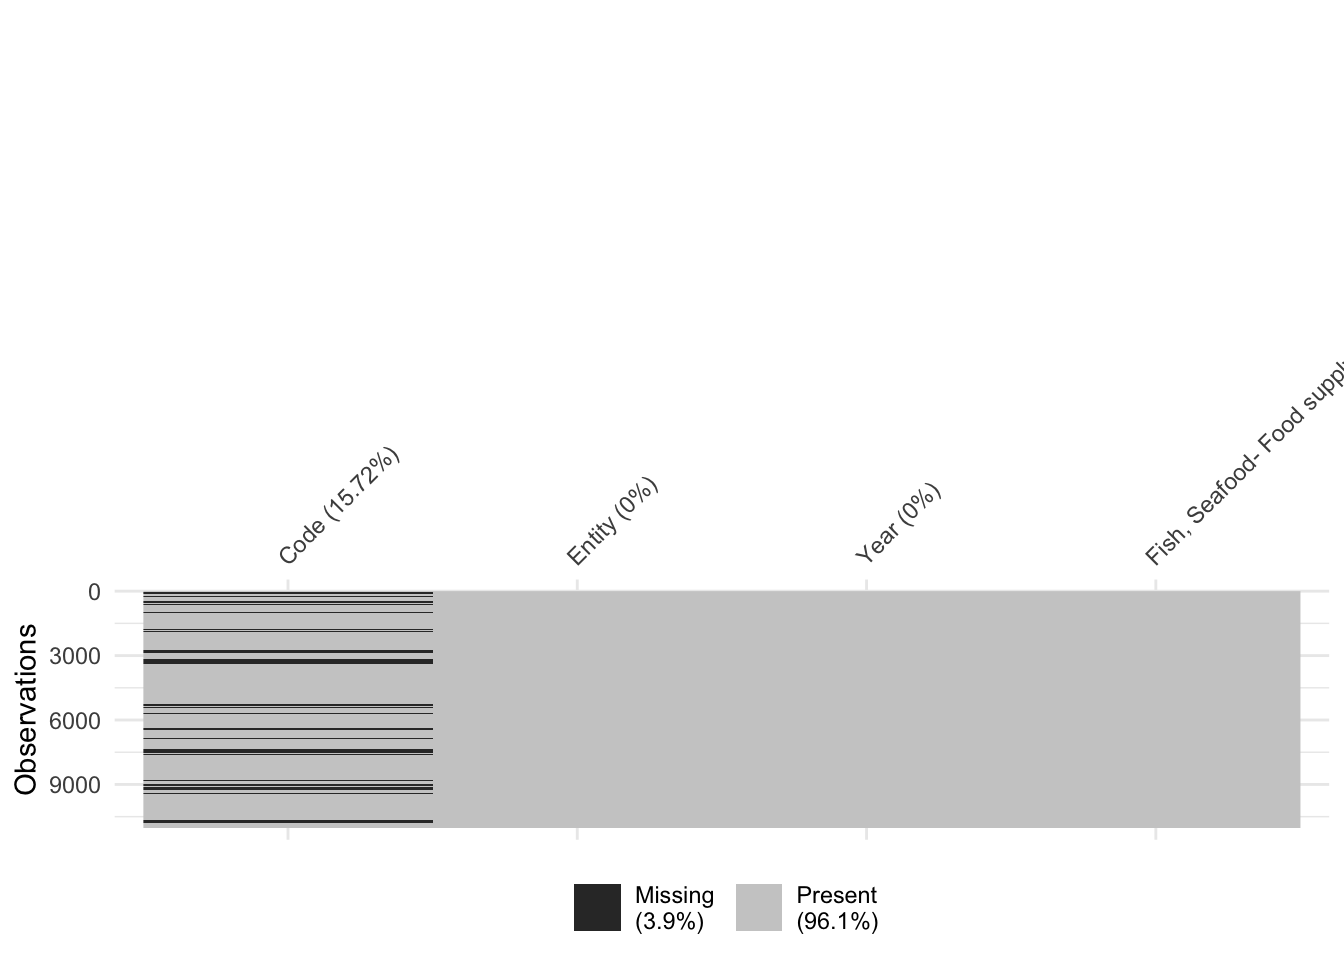 Code (15.72%)
Entity (0%)
Year (0%)
Fish, Seafood- Food supply
Observations
0
3000
6000
9000
Missing
(3.9%)
Present
(96.1%)